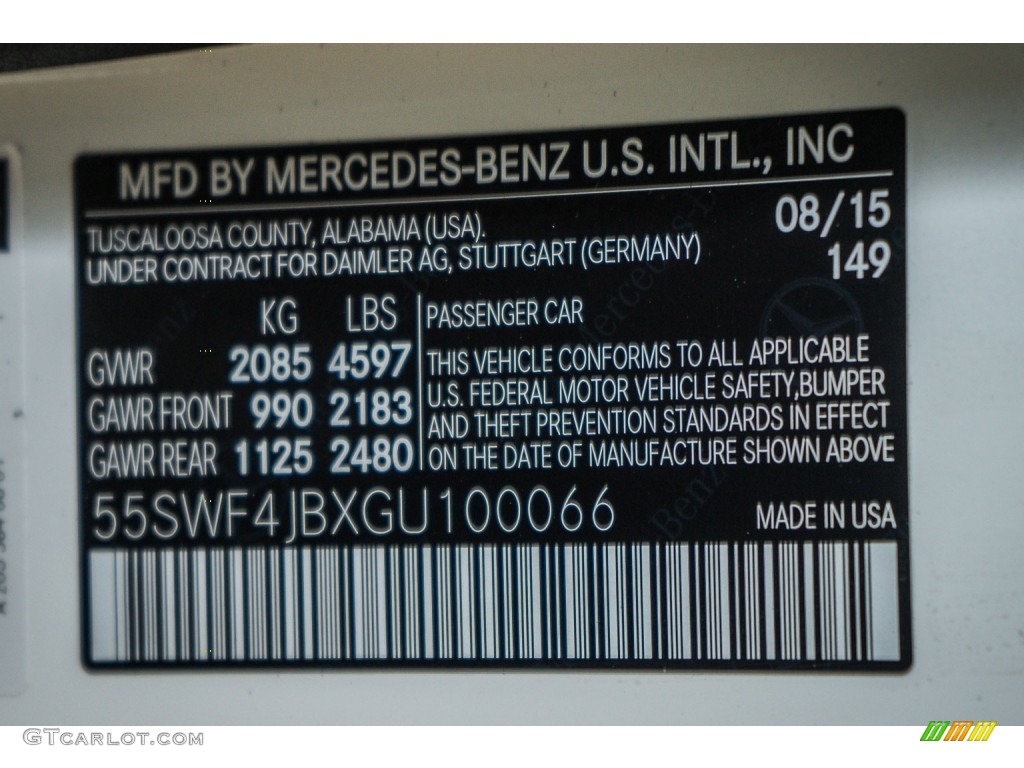 MFD BY MERCEDES-BENZ U.S. INTL., INC
TUSCALOOSA COUNTY, ALABAMA (USA).
UNDER CONTRACT FOR DAIMLER AG, STUTTGART (GERMANY)
08/15
149
KG LBS
GVWR 2085 4597
GAWR FRONT 990 2183
GAWR REAR 1125 2480
PASSENGER CAR
THIS VEHICLE CONFORMS TO ALL APPLICABLE
U.S. FEDERAL MOTOR VEHICLE SAFETY,BUMPER
AND THEFT PREVENTION STANDARDS IN EFFECT
ON THE DATE OF MANUFACTURE SHOWN ABOVE
55SWF4JBXGU100066
MADE IN USA
GTCARLOT.COM